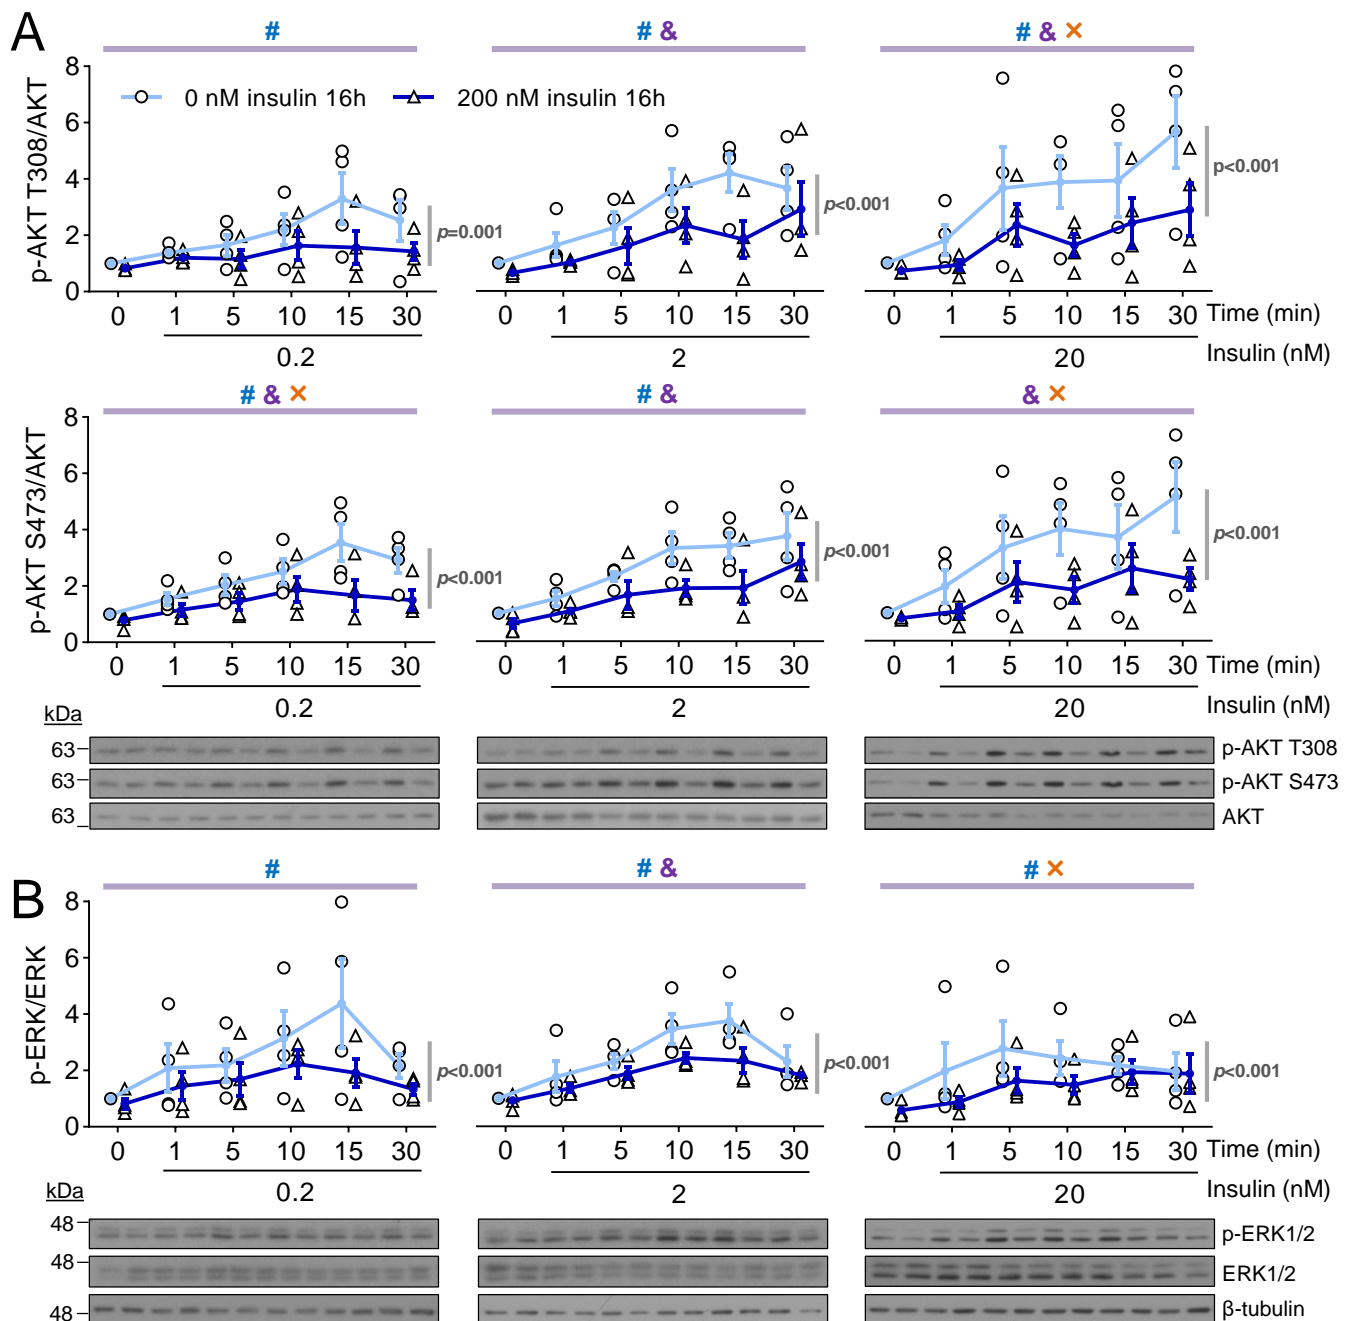 A
# # & # & ×
p-AKT T308/AKT
8
6
4
2
0
0 nM insulin 16h 200 nM insulin 16h
p=0.001 p<0.001 p<0.001
0 1 5 10 15 30 0 1 5 10 15 30 0 1 5 10 15 30 Time (min)
0.2 2 20 Insulin (nM)
# & × # & & ×
p-AKT S473/AKT
8
6
4
2
0
p<0.001 p<0.001 p<0.001
0 1 5 10 15 30 0 1 5 10 15 30 0 1 5 10 15 30 Time (min)
0.2 2 20 Insulin (nM)
kDa
63 p-AKT T308
63 p-AKT S473
63 AKT
B
# # & # ×
p-ERK/ERK
8
6
4
2
0
p<0.001 p<0.001 p<0.001
0 1 5 10 15 30 0 1 5 10 15 30 0 1 5 10 15 30 Time (min)
0.2 2 20 Insulin (nM)
kDa
48 p-ERK1/2
48 ERK1/2
48 β-tubulin